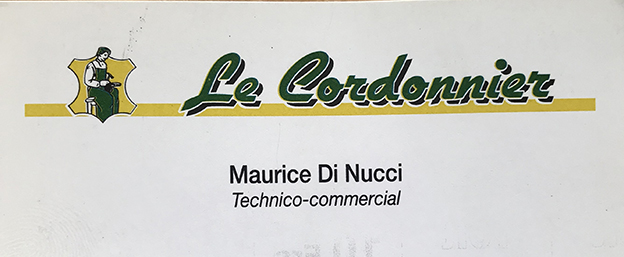 Le Cordonnier
Maurice Di Nucci
Technico-commercial